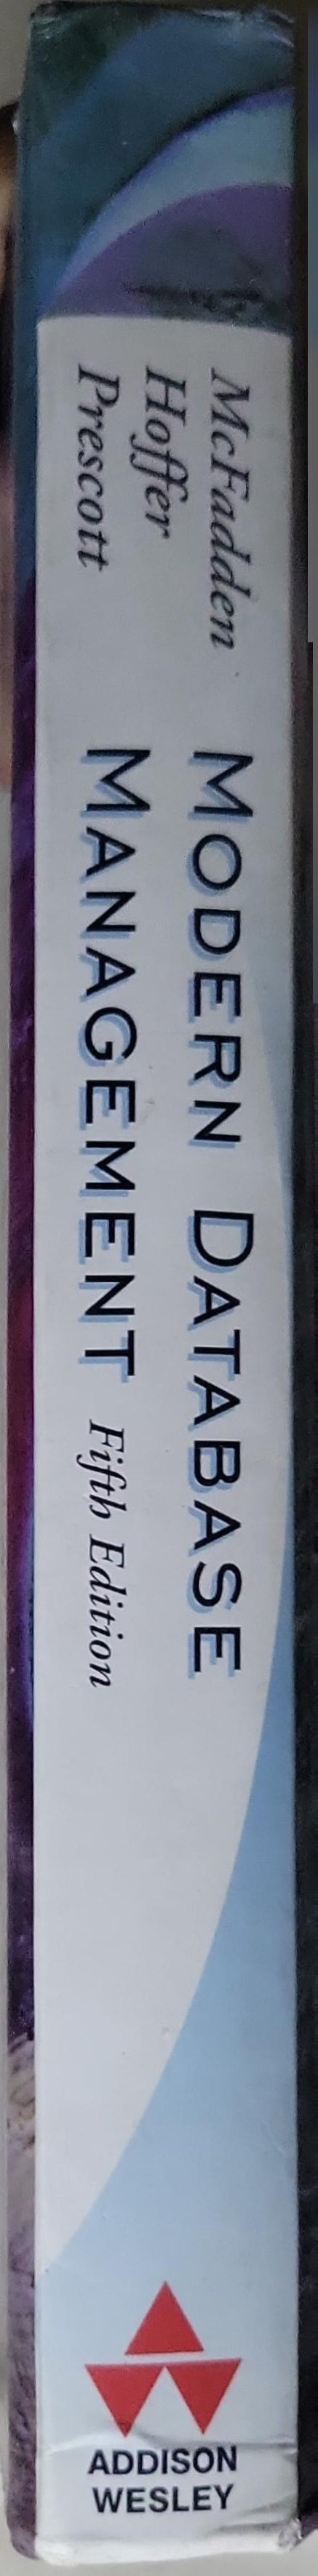 McFadden
Hoffer
Prescott
MODERN DATABASE
MANAGEMENT Fifth Edition
ADDISON
WESLEY